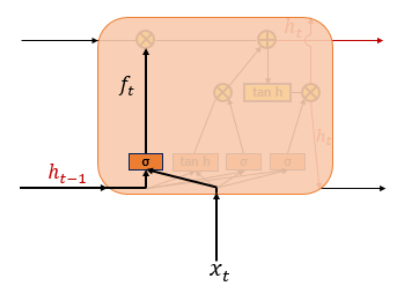 h_t
f_t
tan h
h_t
σ tan h σ σ
h_{t-1}
x_t